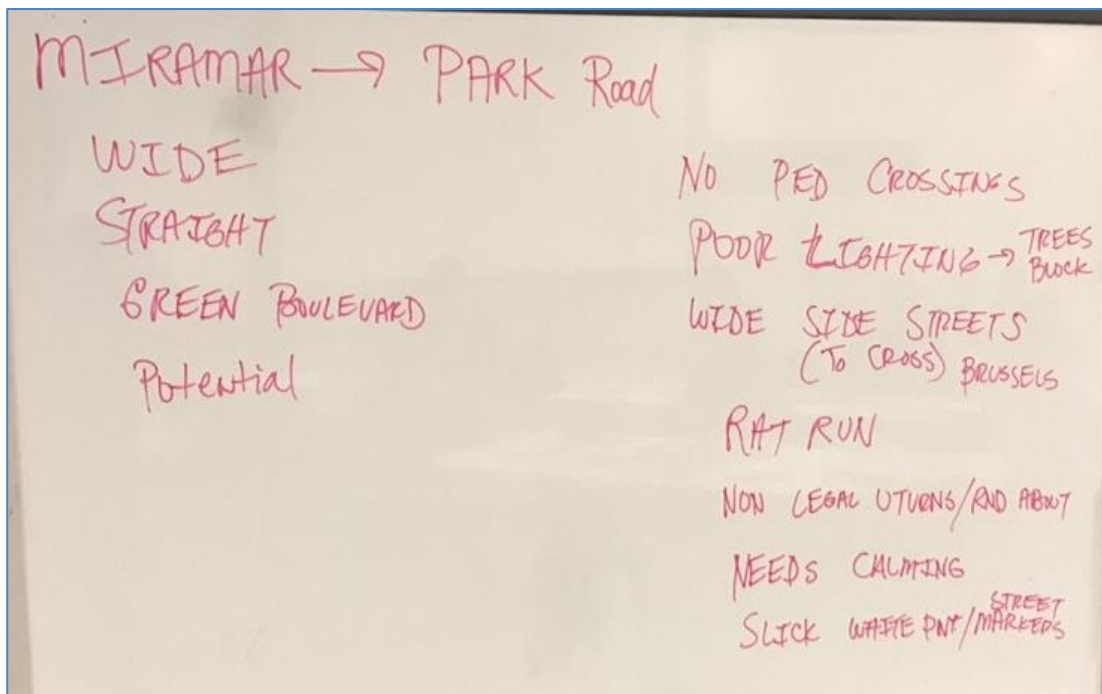 MIRAMAR → PARK Road
WIDE
STRAIGHT
GREEN BOULEVARD
Potential
NO PED CROSSINGS
POOR LIGHTING → TREES
BLOCK
WIDE SIDE STREETS
(TO CROSS) BRUSSELS
RAT RUN
NON LEGAL UTURNS/RND ABOUT
NEEDS CALMING
SLICK WHITE PNT/STREET
MARKERS